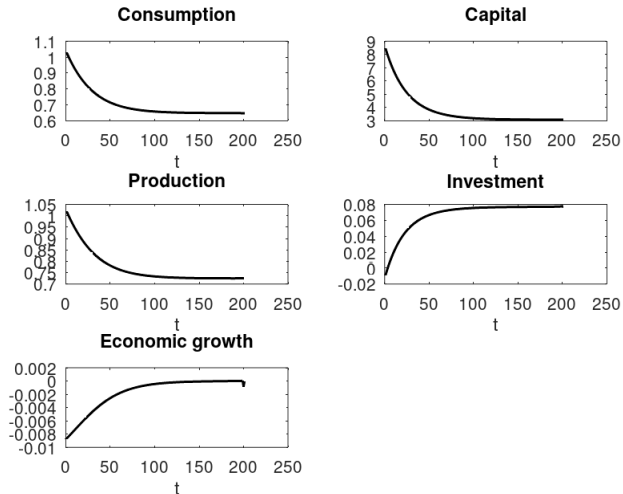 Consumption
1.1
1
0.9
0.8
0.7
0.6
0 50 100 150 200 250
t
Capital
9
8
7
6
5
4
3
0 50 100 150 200 250
t
Production
1.05
1
0.95
0.9
0.85
0.8
0.75
0.7
0 50 100 150 200 250
t
Investment
0.08
0.06
0.04
0.02
0
-0.02
0 50 100 150 200 250
t
Economic growth
0.002
0
-0.002
-0.004
-0.006
-0.008
-0.01
0 50 100 150 200 250
t